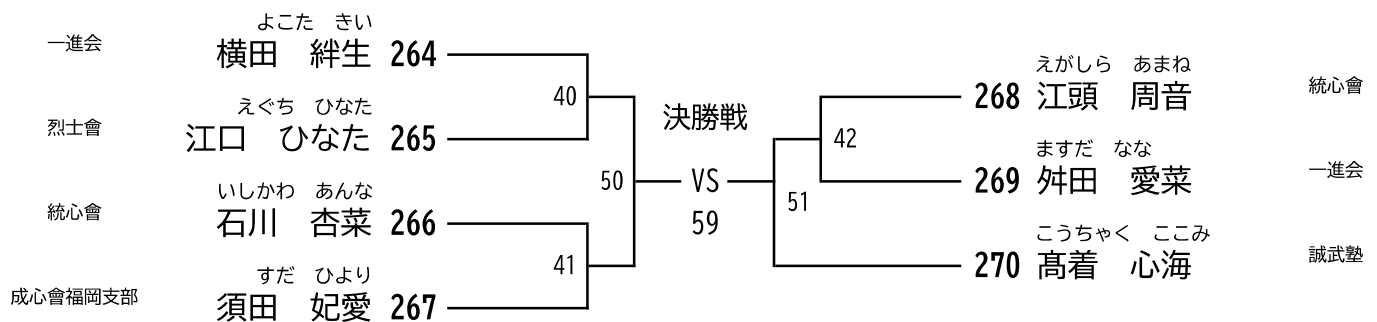 よこた　きい
一進会　横田　絆生　264
40
えぐち　ひなた
烈士會　江口　ひなた　265
50
いしかわ　あんな
統心會　石川　杏菜　266
41
すだ　ひより
成心會福岡支部　須田　妃愛　267
決勝戦
VS
59
えがしら　あまね
268　江頭　周音　統心會
42
ますだ　なな
269　舛田　愛菜　一進会
51
こうちゃく　ここみ
270　髙着　心海　誠武塾